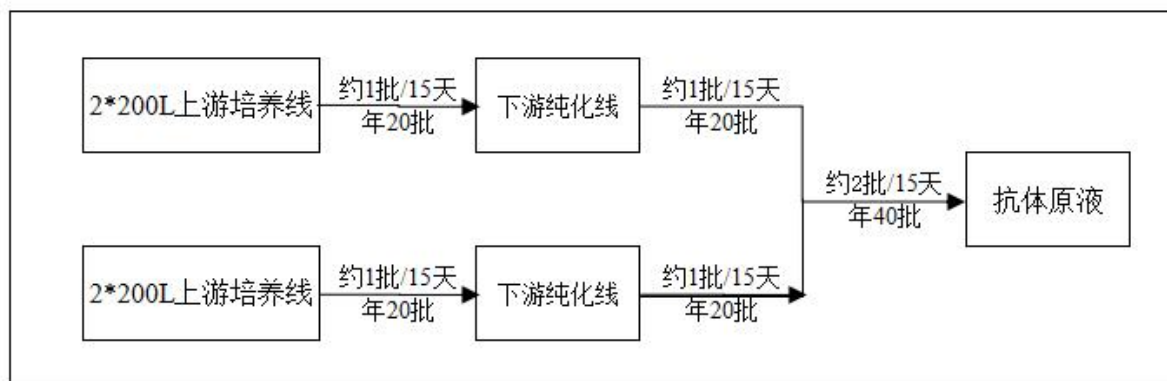 2*200L上游培养线
约1批/15天
年20批
下游纯化线
约1批/15天
年20批
约2批/15天
年40批
抗体原液
2*200L上游培养线
约1批/15天
年20批
下游纯化线
约1批/15天
年20批